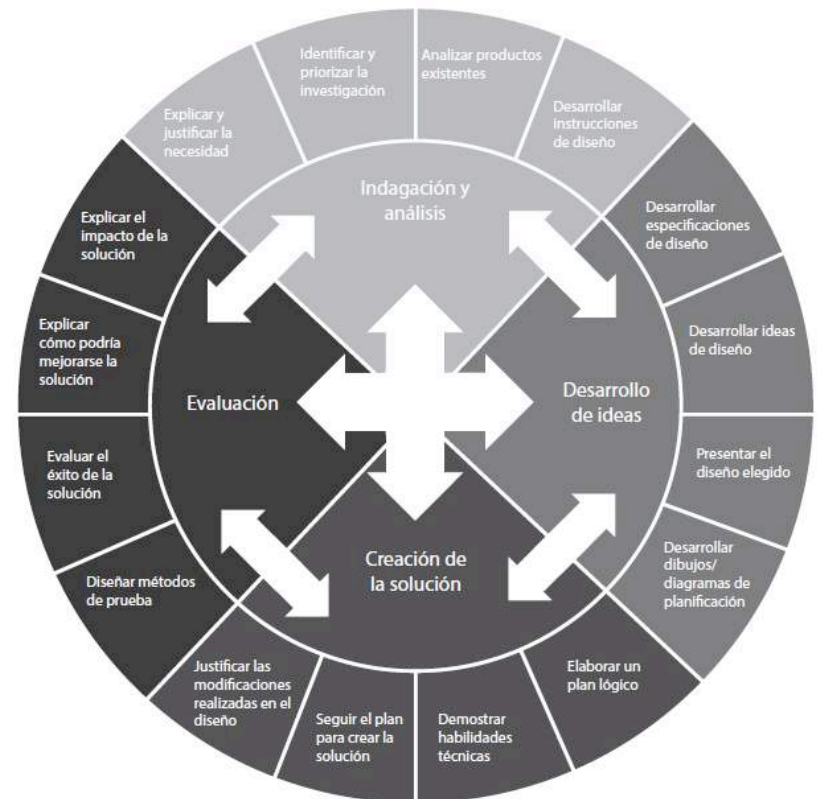 Indagación y
análisis
Explicar y
justificar la
necesidad
Identificar y
priorizar la
investigación
Analizar productos
existentes
Desarrollar
instrucciones
de diseño
Desarrollo
de ideas
Desarrollar
especificaciones
de diseño
Desarrollar ideas
de diseño
Presentar el
diseño elegido
Desarrollar
dibujos/
diagramas de
planificación
Creación de
la solución
Elaborar un
plan lógico
Demostrar
habilidades
técnicas
Seguir el plan
para crear la
solución
Justificar las
modificaciones
realizadas en el
diseño
Evaluación
Diseñar métodos
de prueba
Evaluar el
éxito de la
solución
Explicar
cómo podría
mejorarse la
solución
Explicar el
impacto de la
solución